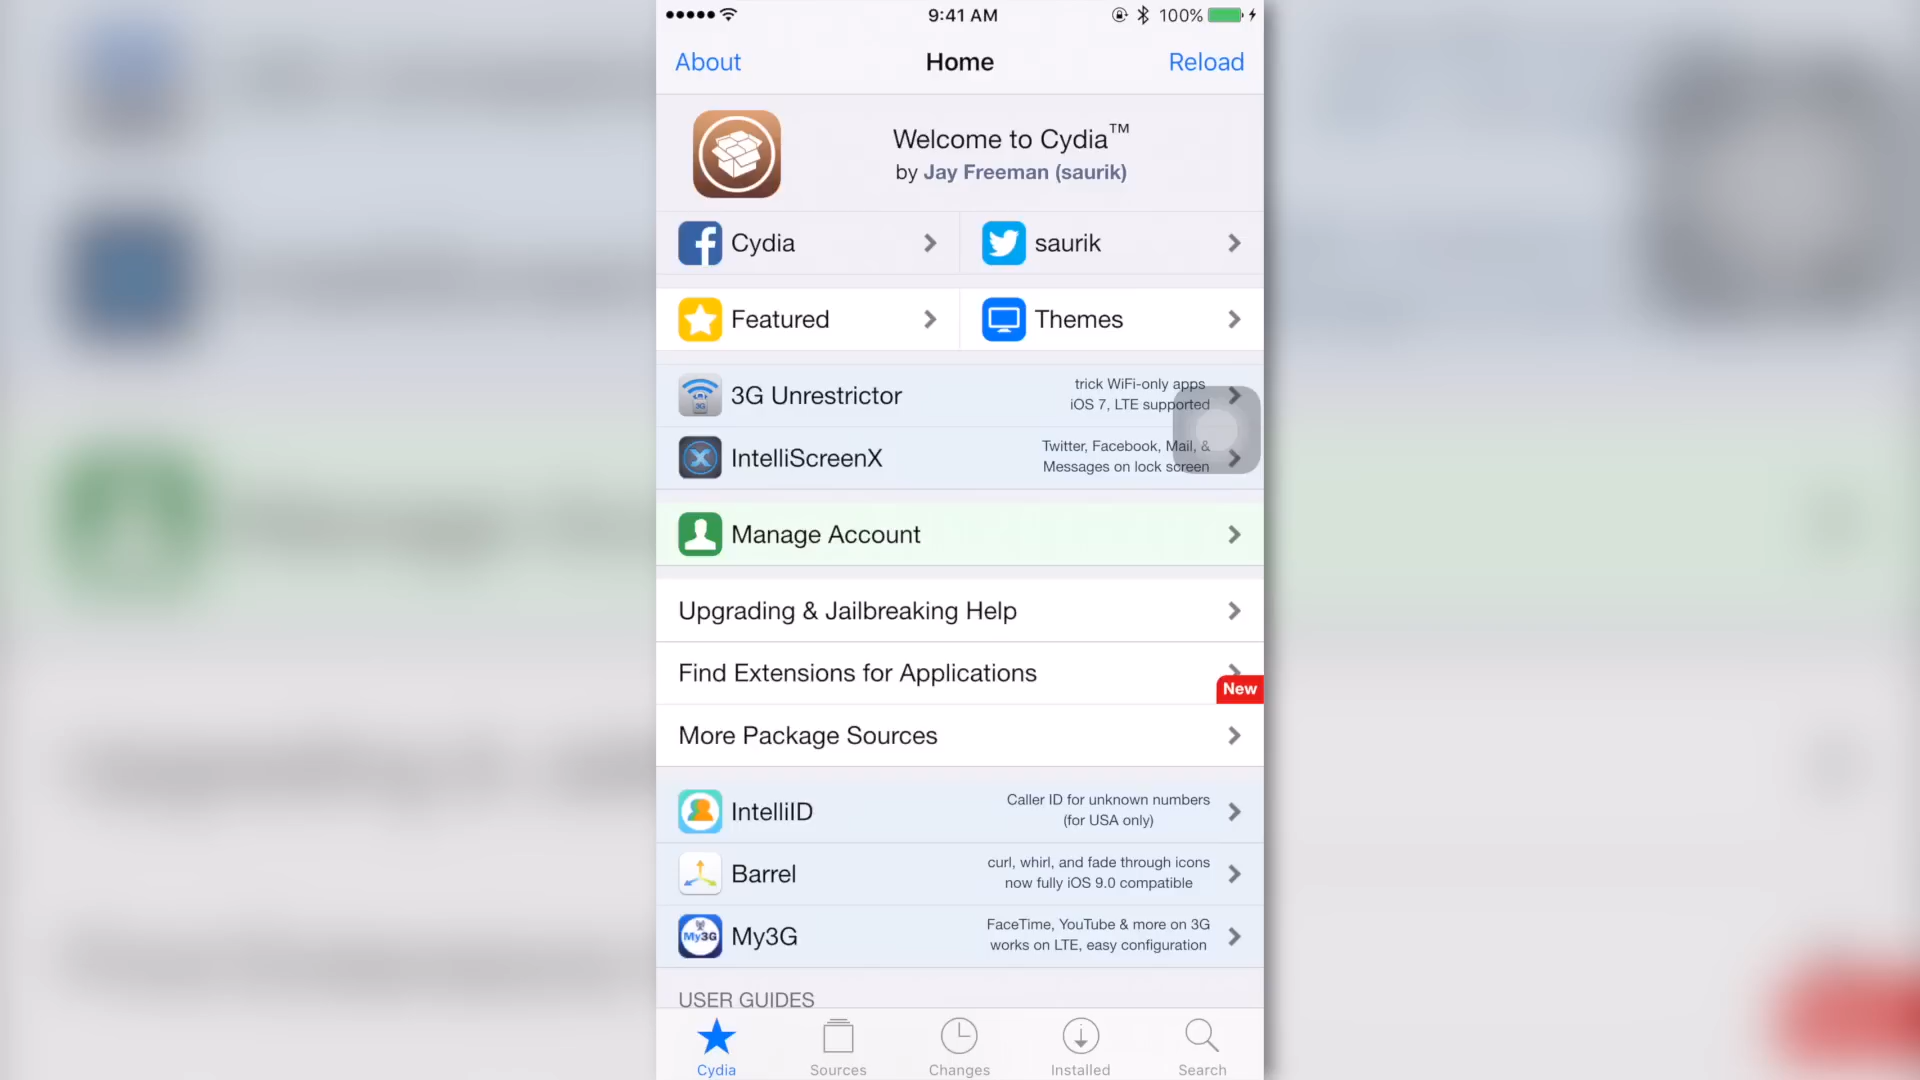 9:41 AM
100%
About
Home
Reload
Welcome to Cydia™
by Jay Freeman (saurik)
Cydia
saurik
Featured
Themes
3G Unrestrictor
trick WiFi-only apps
iOS 7, LTE supported
IntelliScreenX
Twitter, Facebook, Mail, &
Messages on lock screen
Manage Account
Upgrading & Jailbreaking Help
Find Extensions for Applications
New
More Package Sources
IntelliID
Caller ID for unknown numbers
(for USA only)
Barrel
curl, whirl, and fade through icons
now fully iOS 9.0 compatible
My3G
My3G
FaceTime, YouTube & more on 3G
works on LTE, easy configuration
USER GUIDES
Cydia
Sources
Changes
Installed
Search